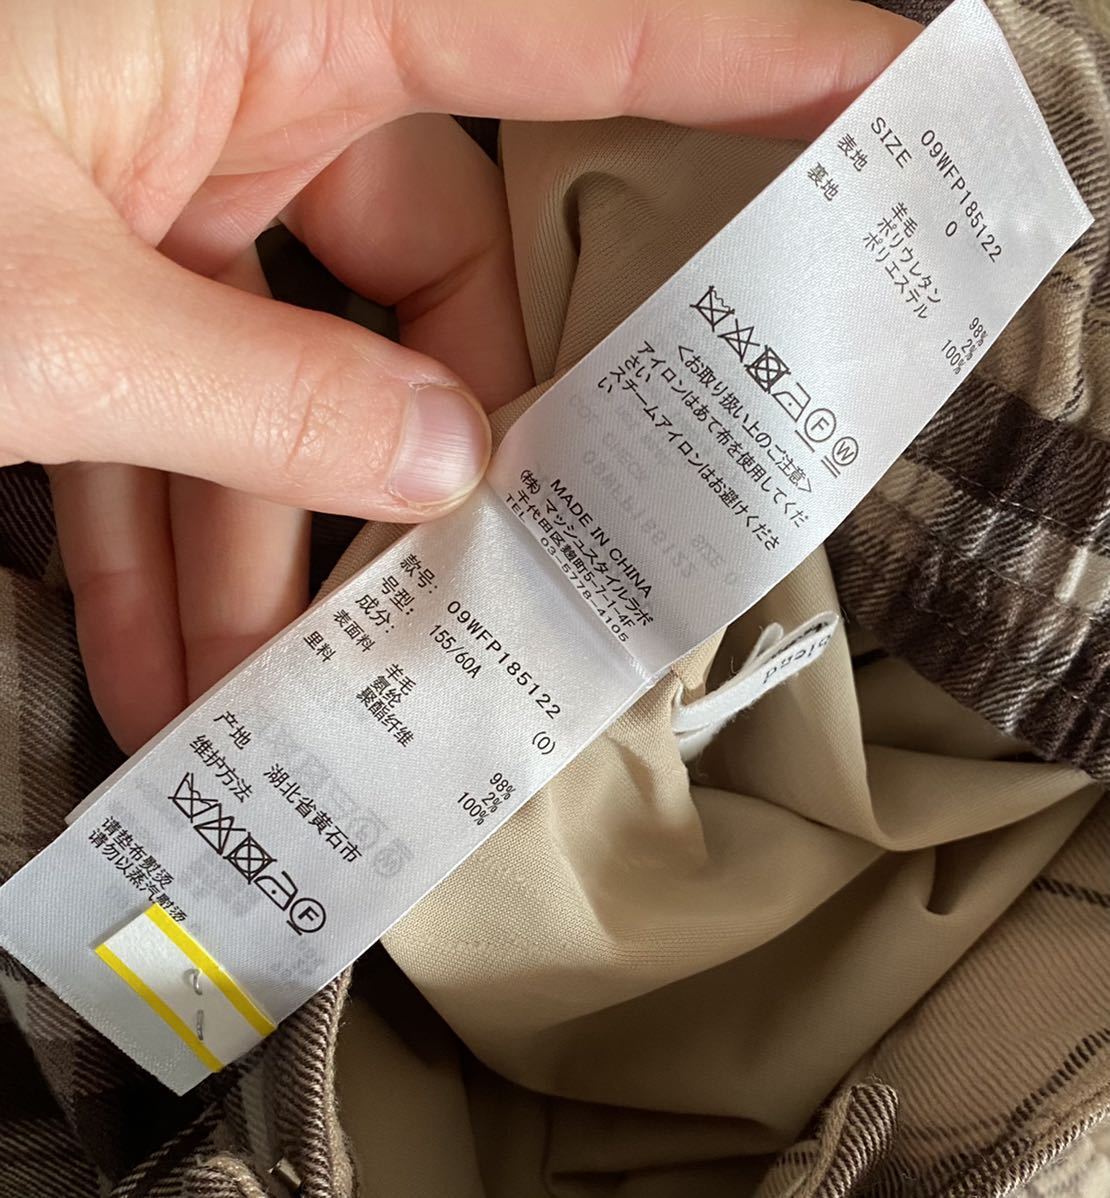 09WFP185122
SIZE 0
表地 羊毛 98%
ポリウレタン 2%
裏地 ポリエステル 100%
F W
<お取り扱い上のご注意>
アイロンはあて布を使用してくだ
さい
スチームアイロンはお避けくださ
い
MADE IN CHINA
(株) マッシュスタイルラボ
千代田区麹町5-7-1-4F
TEL 03-5778-4105
款号: 09WFP185122
号型: 155/60A (0)
成分:
表面料 羊毛 98%
氨纶 2%
里料 聚酯纤维 100%
产地 湖北省黄石市
维护方法
F
请垫布熨烫
请勿以蒸汽熨烫